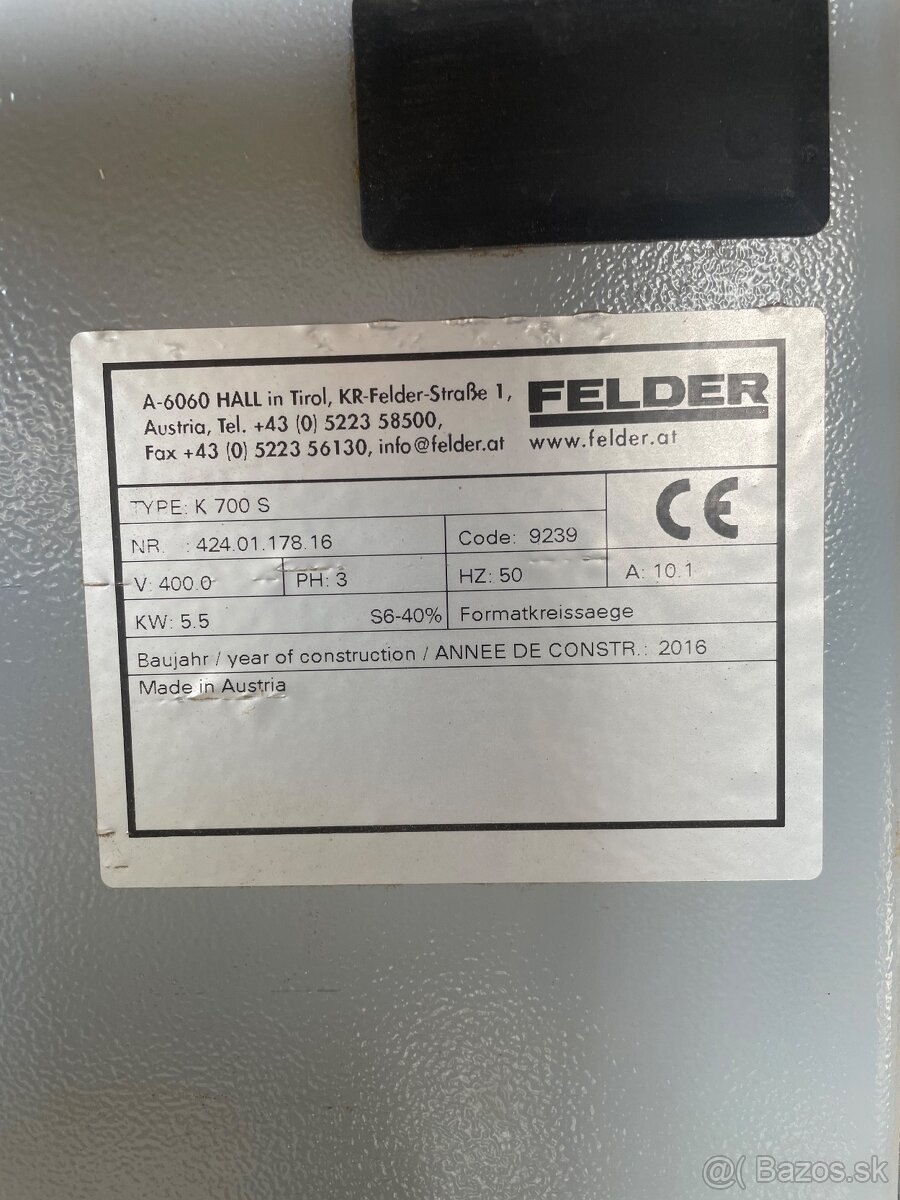 A-6060 HALL in Tirol, KR-Felder-Straße 1,
Austria, Tel. +43 (0) 5223 58500,
Fax +43 (0) 5223 56130, info@felder.at
FELDER
www.felder.at
TYPE: K 700 S
CE
NR. : 424.01.178.16
Code: 9239
V: 400.0
PH: 3
HZ: 50
A: 10.1
KW: 5.5 S6-40%
Formatkreissaege
Baujahr / year of construction / ANNEE DE CONSTR.: 2016
Made in Austria
@( Bazos.sk